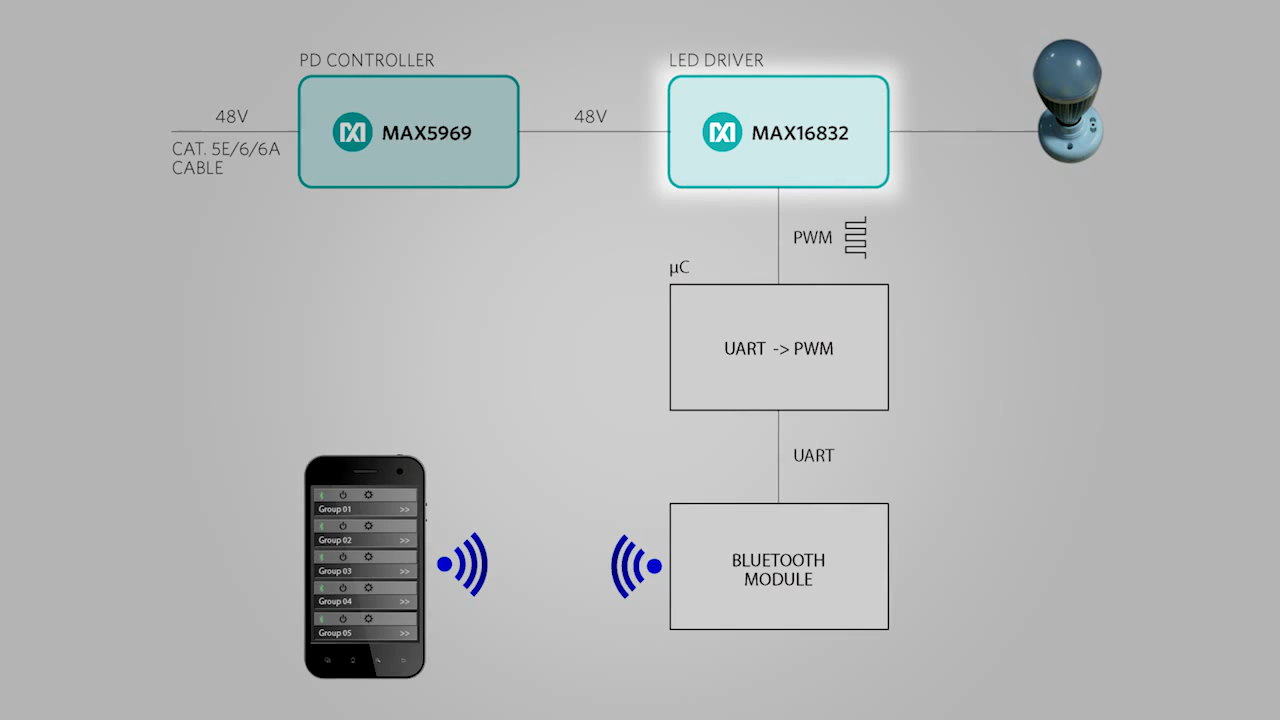 PD CONTROLLER
LED DRIVER
48V
CAT. 5E/6/6A
CABLE
MAX5969
48V
MAX16832
PWM
µC
UART -> PWM
UART
BLUETOOTH
MODULE
Group 01 >>
Group 02 >>
Group 03 >>
Group 04 >>
Group 05 >>